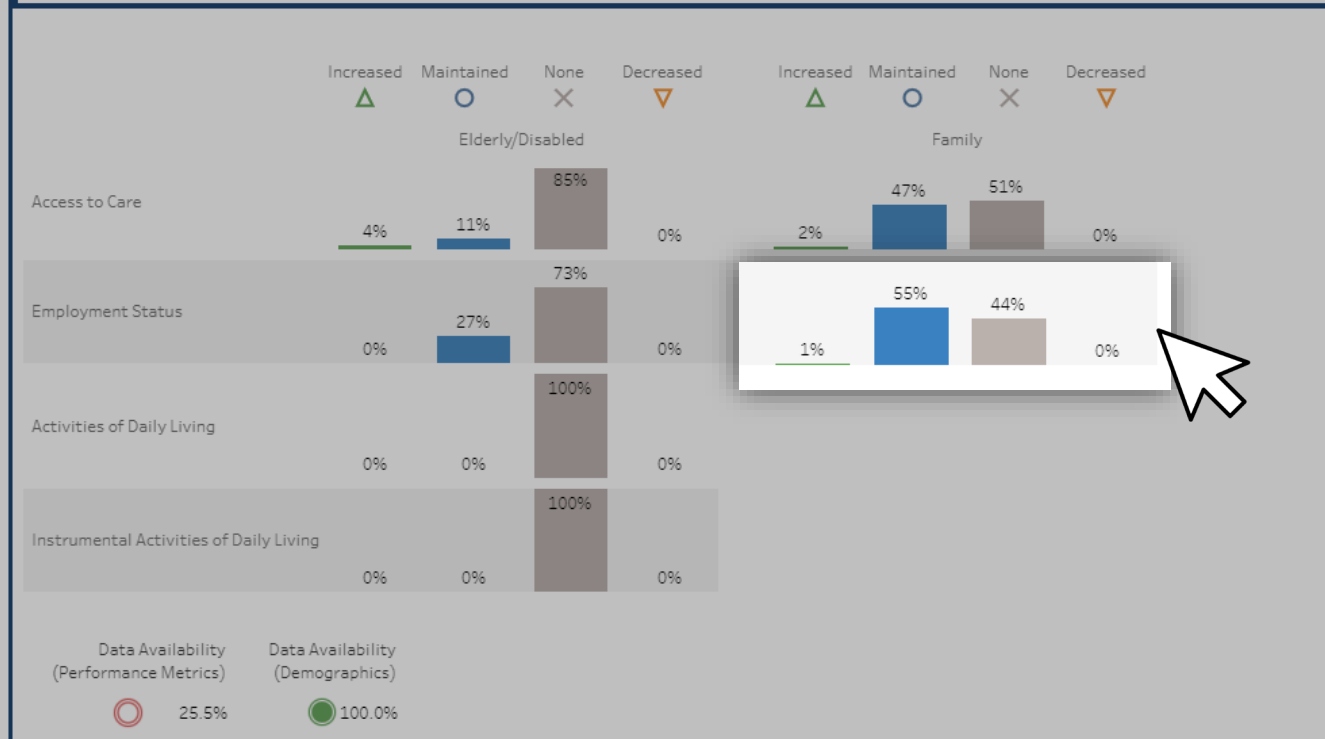 Increased Maintained None Decreased Increased Maintained None Decreased
Elderly/Disabled Family
Access to Care 4% 11% 85% 0% 2% 47% 51% 0%
Employment Status 0% 27% 73% 0% 1% 55% 44% 0%
Activities of Daily Living 0% 0% 100% 0%
Instrumental Activities of Daily Living 0% 0% 100% 0%
Data Availability Data Availability
(Performance Metrics) (Demographics)
25.5% 100.0%